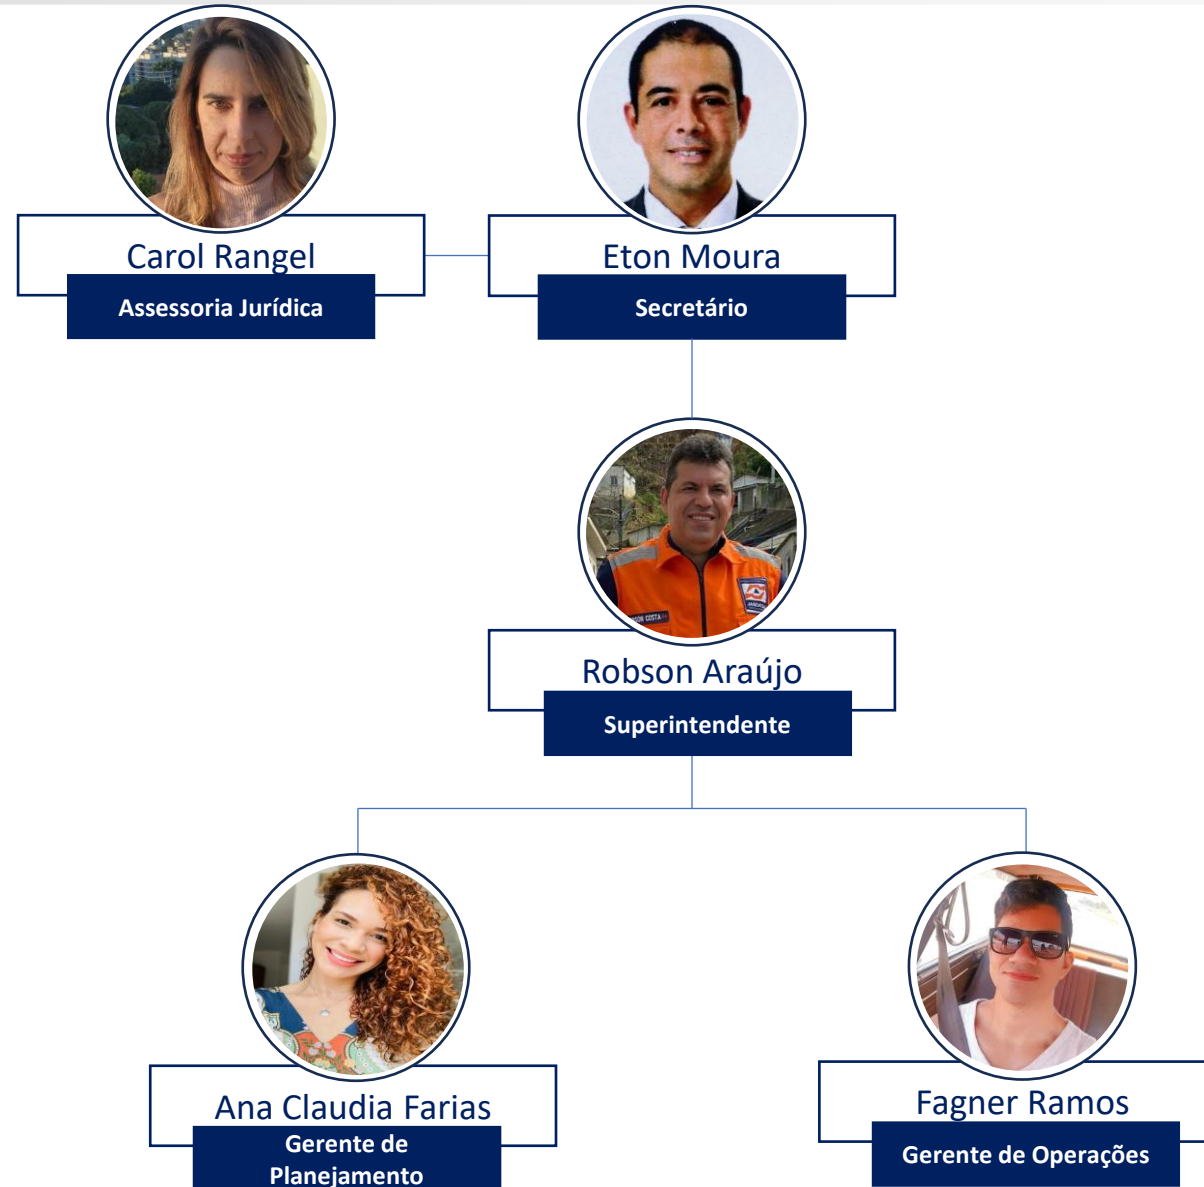 Carol Rangel
Assessoria Jurídica
Eton Moura
Secretário
COSTA
Robson Araújo
Superintendente
Ana Claudia Farias
Gerente de
Planejamento
Fagner Ramos
Gerente de Operações